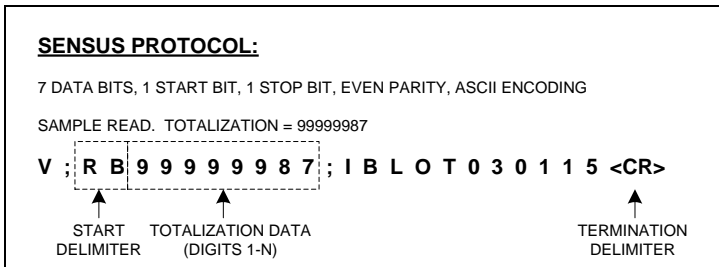 SENSUS PROTOCOL:
7 DATA BITS, 1 START BIT, 1 STOP BIT, EVEN PARITY, ASCII ENCODING
SAMPLE READ. TOTALIZATION = 99999987
V ; R B 9 9 9 9 9 9 8 7 ; I B L O T 0 3 0 1 1 5 <CR>
START TOTALIZATION DATA TERMINATION
DELIMITER (DIGITS 1-N) DELIMITER